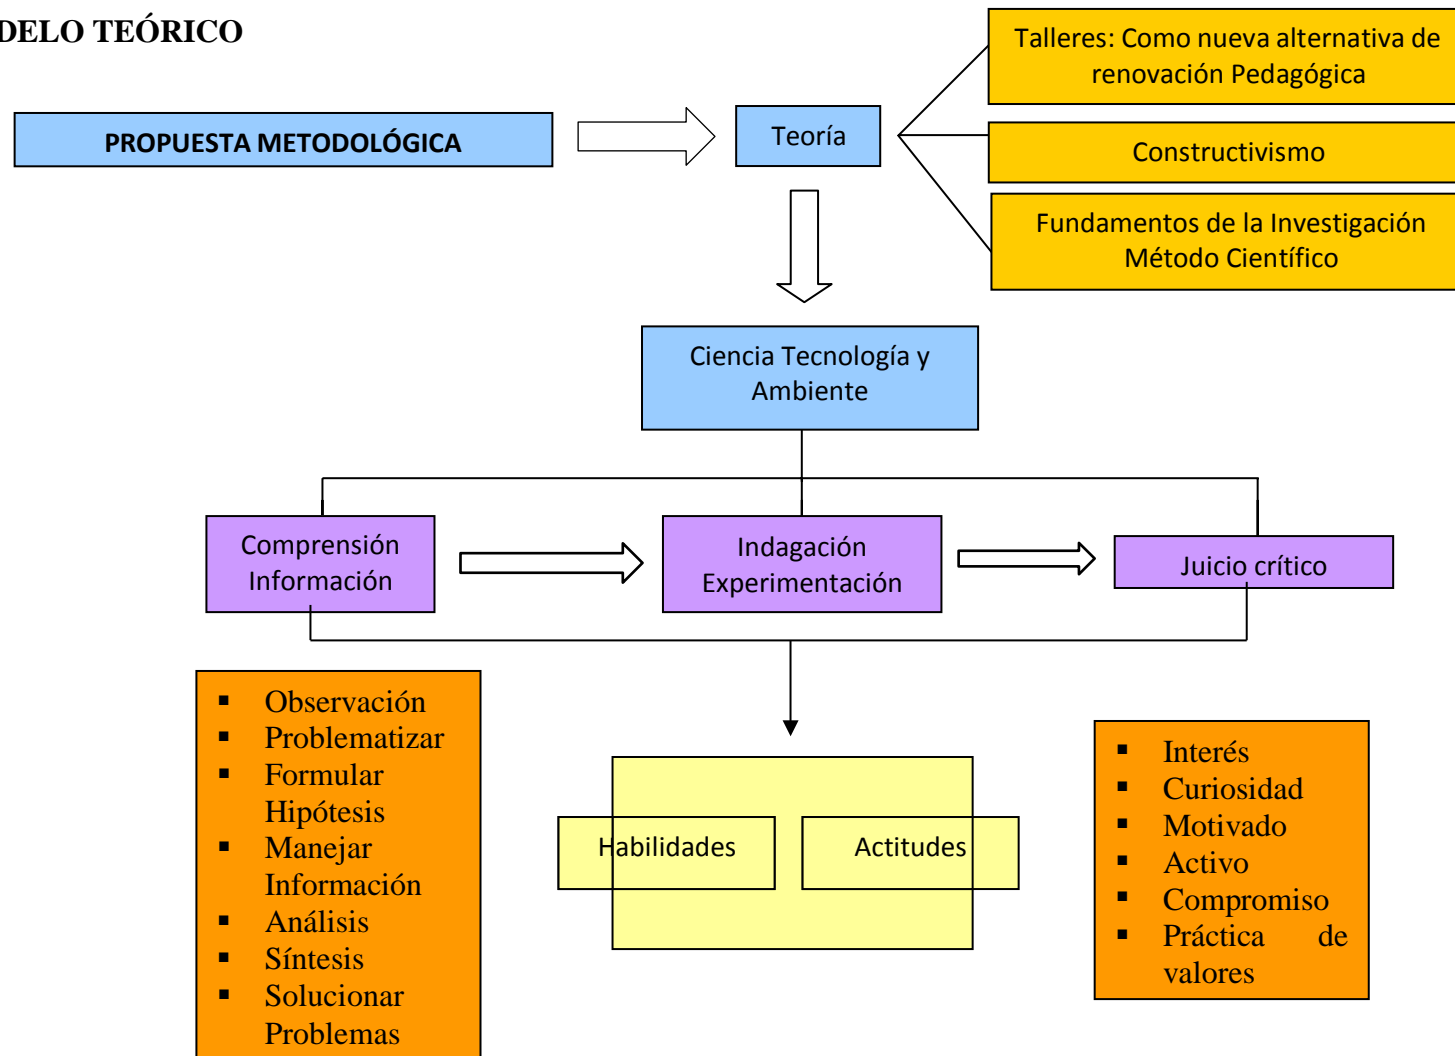 DELO TEÓRICO
Talleres: Como nueva alternativa de
renovación Pedagógica
PROPUESTA METODOLÓGICA
Teoría
Constructivismo
Fundamentos de la Investigación
Método Científico
Ciencia Tecnología y
Ambiente
Comprensión
Información
Indagación
Experimentación
Juicio crítico
▪ Observación
▪ Problematizar
▪ Formular
Hipótesis
▪ Manejar
Información
▪ Análisis
▪ Síntesis
▪ Solucionar
Problemas
Habilidades
Actitudes
▪ Interés
▪ Curiosidad
▪ Motivado
▪ Activo
▪ Compromiso
▪ Práctica de
valores